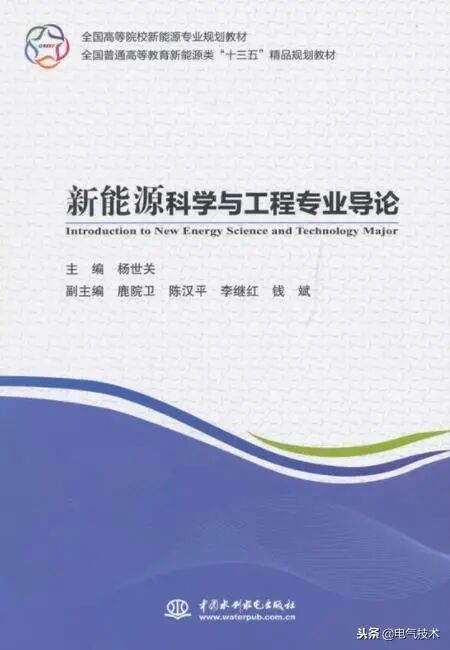 全国高等院校新能源专业规划教材
全国普通高等教育新能源类“十三五”精品规划教材
新能源科学与工程专业导论
Introduction to New Energy Science and Technology Major
主 编 杨世关
副主编 鹿院卫 陈汉平 李继红 钱 斌
中国水利水电出版社
www.waterpub.com.cn
头条@电气技术